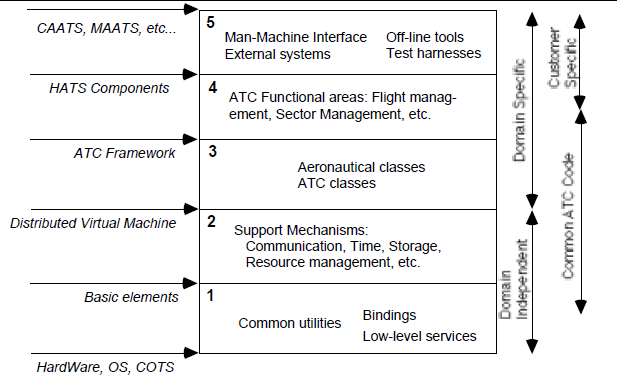 CAATS, MAATS, etc...
5
Man-Machine Interface
External systems
Off-line tools
Test harnesses
HATS Components
4
ATC Functional areas: Flight manag-
ement, Sector Management, etc.
ATC Framework
3
Aeronautical classes
ATC classes
Distributed Virtual Machine
2
Support Mechanisms:
Communication, Time, Storage,
Resource management, etc.
Basic elements
1
Common utilities
Bindings
Low-level services
HardWare, OS, COTS
Domain Specific
Domain
Independent
Customer
Specific
Common ATC Code